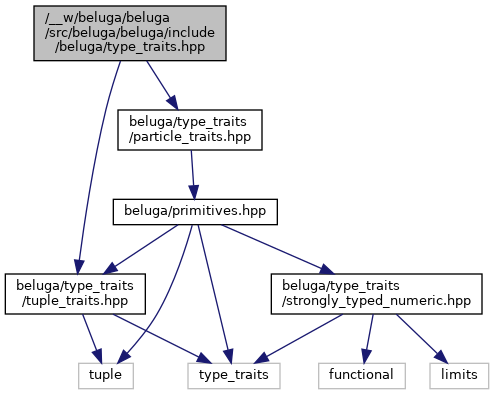 /__w/beluga/beluga
/src/beluga/beluga/include
/beluga/type_traits.hpp
beluga/type_traits
/particle_traits.hpp
beluga/primitives.hpp
beluga/type_traits
/tuple_traits.hpp
beluga/type_traits
/strongly_typed_numeric.hpp
tuple
type_traits
functional
limits